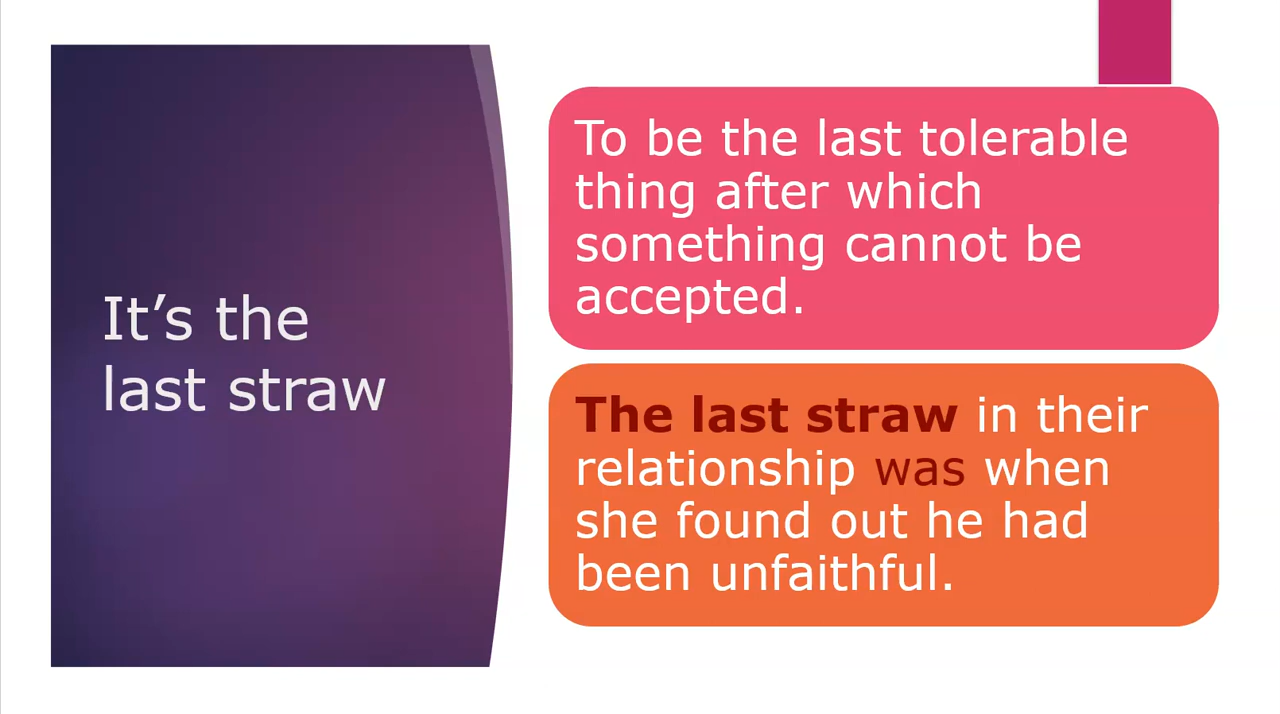 It’s the
last straw
To be the last tolerable
thing after which
something cannot be
accepted.
The last straw in their
relationship was when
she found out he had
been unfaithful.